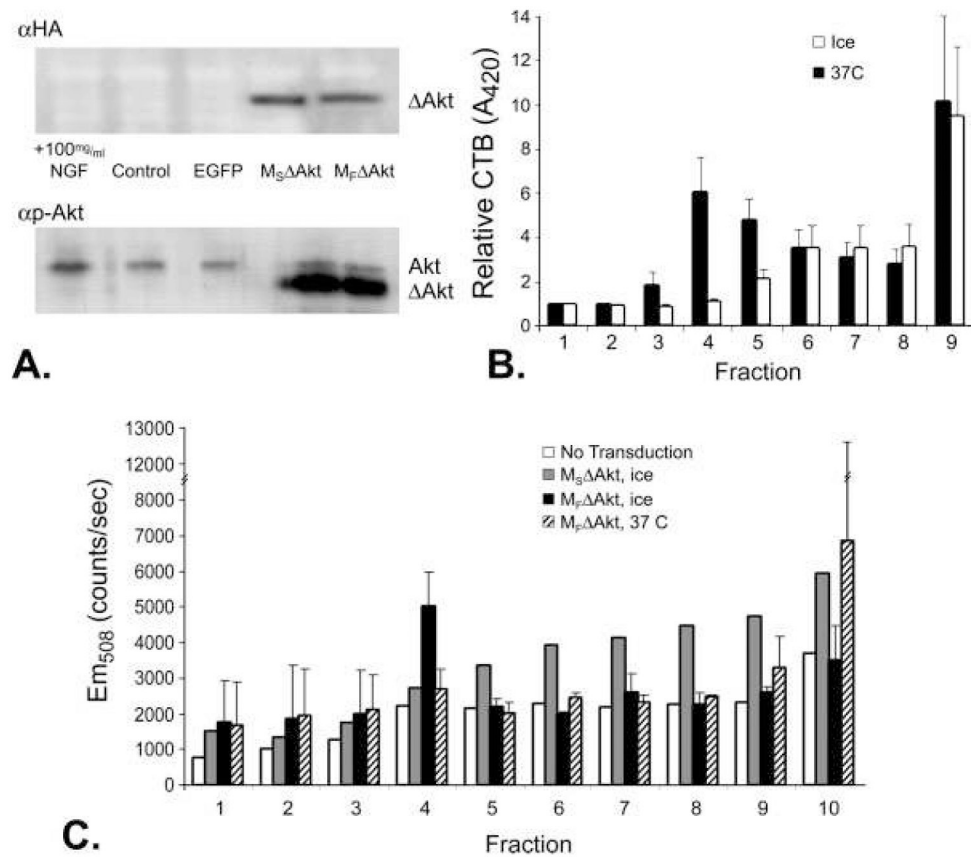 αHA
ΔAkt
+100mg/ml
NGF Control EGFP MSΔAkt MFΔAkt
αp-Akt
Akt
ΔAkt
A.
Relative CTB (A420)
14
12
10
8
6
4
2
0
Ice
37C
1 2 3 4 5 6 7 8 9
Fraction
B.
Em508 (counts/sec)
13000
12000
8000
7000
6000
5000
4000
3000
2000
1000
0
No Transduction
MSΔAkt, ice
MFΔAkt, ice
MFΔAkt, 37 C
1 2 3 4 5 6 7 8 9 10
Fraction
C.